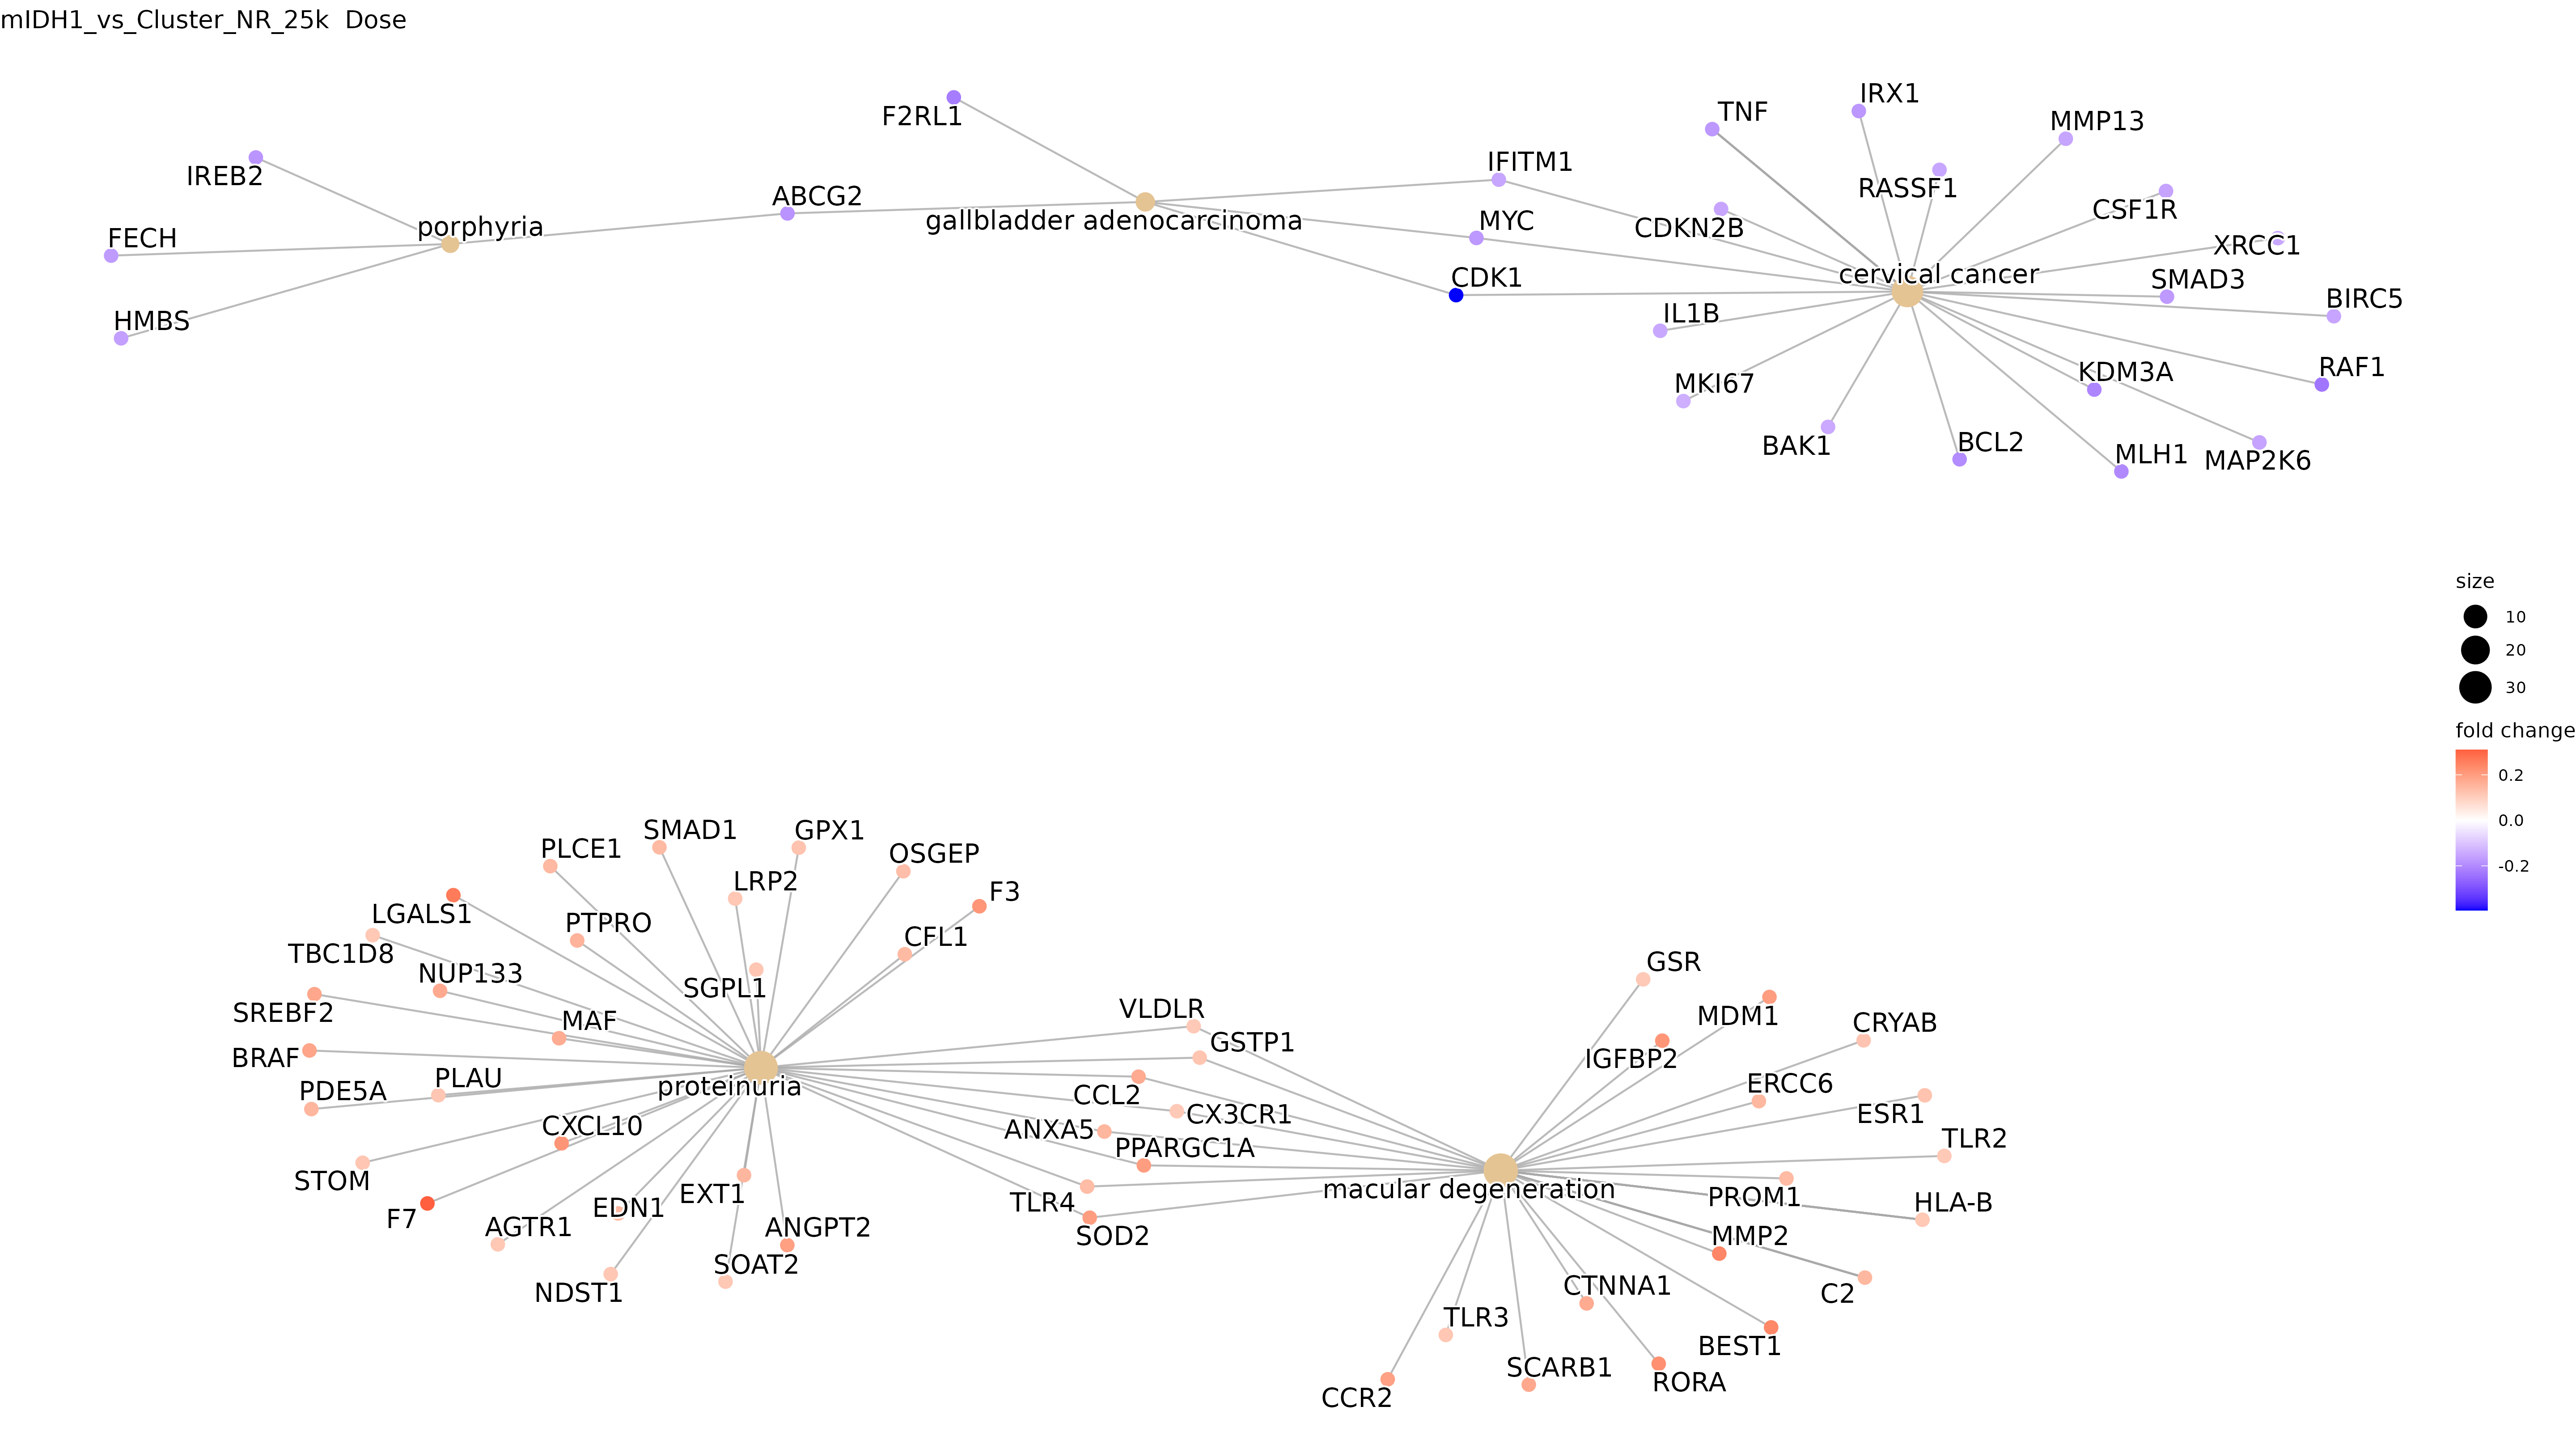 mIDH1_vs_Cluster_NR_25k  Dose
IRX1
TNF
F2RL1
MMP13
IFITM1
IREB2
RASSF1
ABCG2
CSF1R
gallbladder adenocarcinoma
MYC
porphyria
CDKN2B
FECH
XRCC1
cervical cancer
CDK1
SMAD3
BIRC5
HMBS
IL1B
RAF1
KDM3A
MKI67
BAK1
BCL2
MLH1
MAP2K6
size
10
20
30
fold change
0.2
0.0
-0.2
SMAD1
GPX1
PLCE1
OSGEP
LRP2
F3
LGALS1
PTPRO
CFL1
TBC1D8
GSR
NUP133
SGPL1
VLDLR
SREBF2
MDM1
MAF
CRYAB
GSTP1
BRAF
IGFBP2
PLAU
proteinuria
ERCC6
PDE5A
CCL2
CX3CR1
ESR1
CXCL10
ANXA5
TLR2
PPARGC1A
STOM
EXT1
macular degeneration
PROM1
TLR4
HLA-B
EDN1
F7
AGTR1
ANGPT2
SOD2
MMP2
SOAT2
CTNNA1
NDST1
C2
TLR3
BEST1
SCARB1
RORA
CCR2